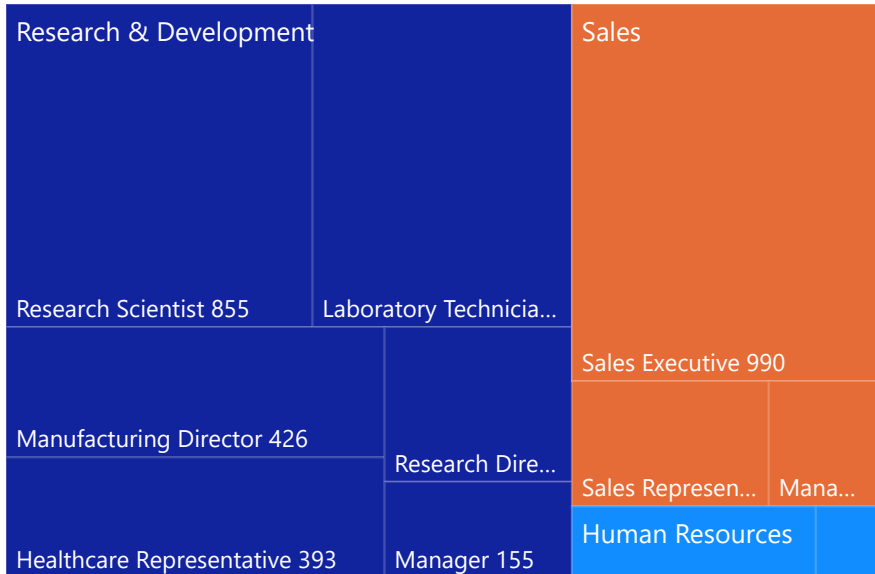 Research & Development
Research Scientist 855
Laboratory Technicia...
Manufacturing Director 426
Healthcare Representative 393
Research Dire...
Manager 155
Sales
Sales Executive 990
Sales Represen...
Mana...
Human Resources